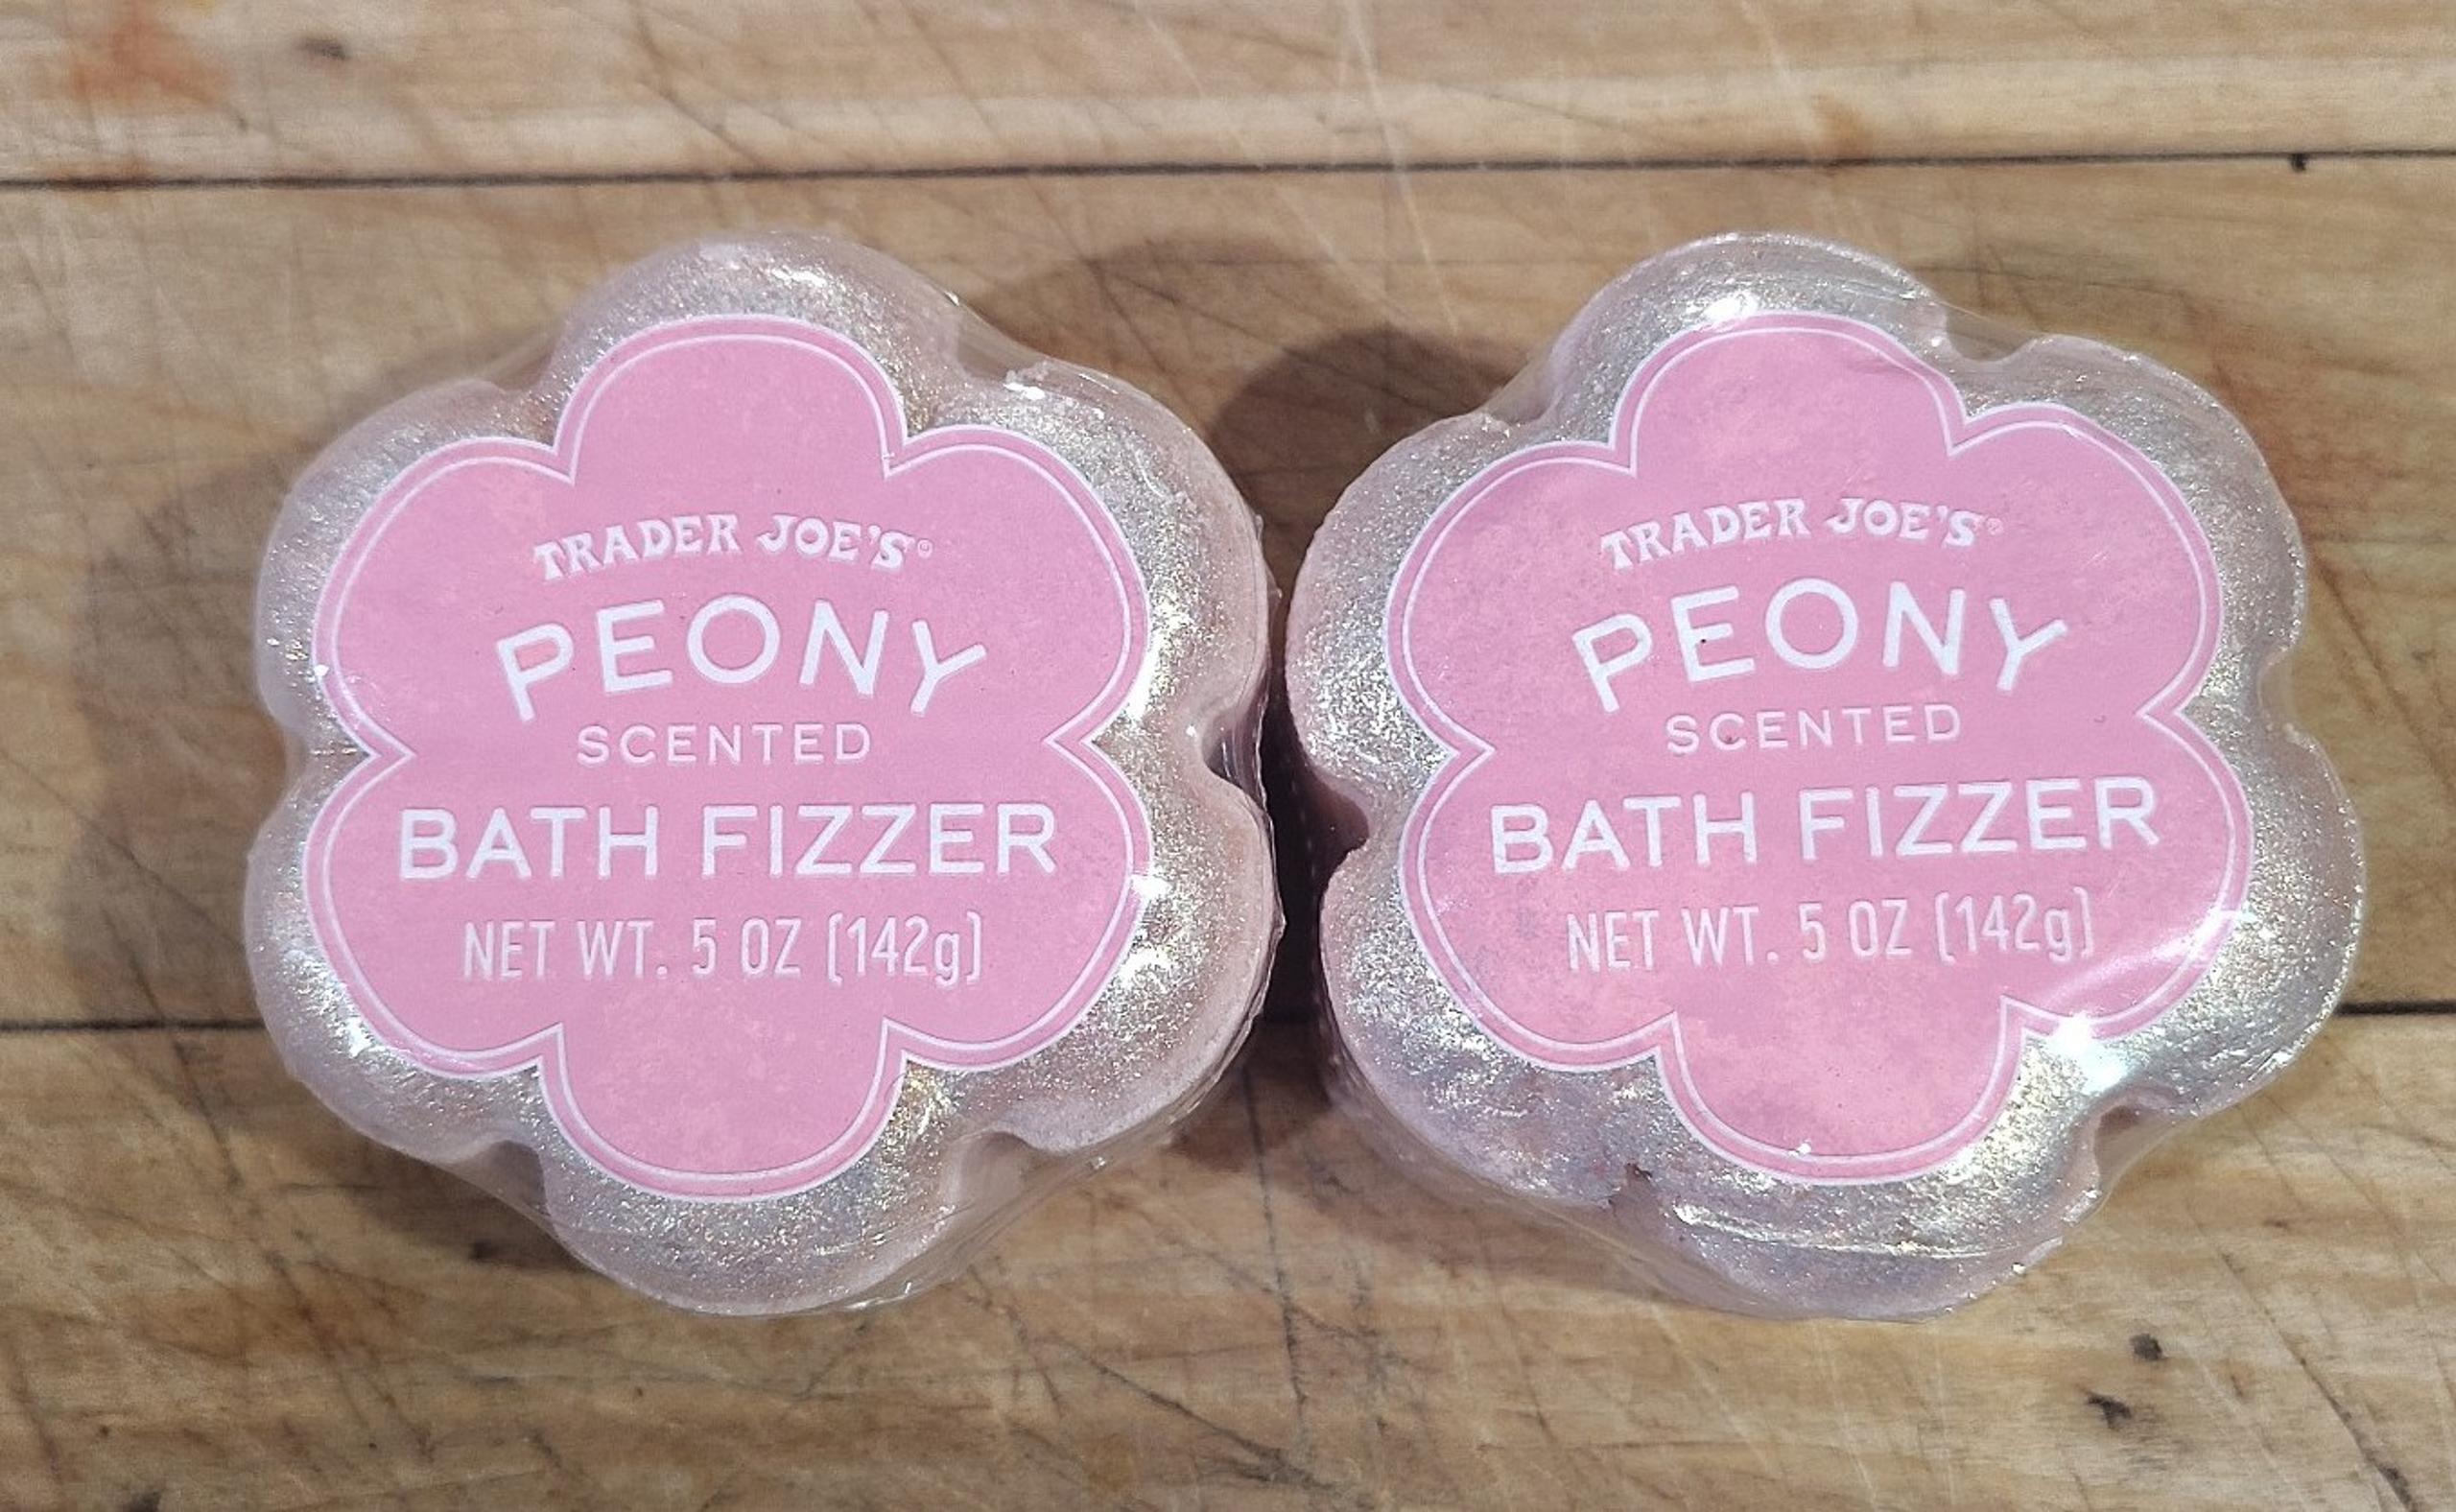 TRADER JOE'S®
PEONY
SCENTED
BATH FIZZER
NET WT. 5 OZ (142g)
TRADER JOE'S®
PEONY
SCENTED
BATH FIZZER
NET WT. 5 OZ (142g)